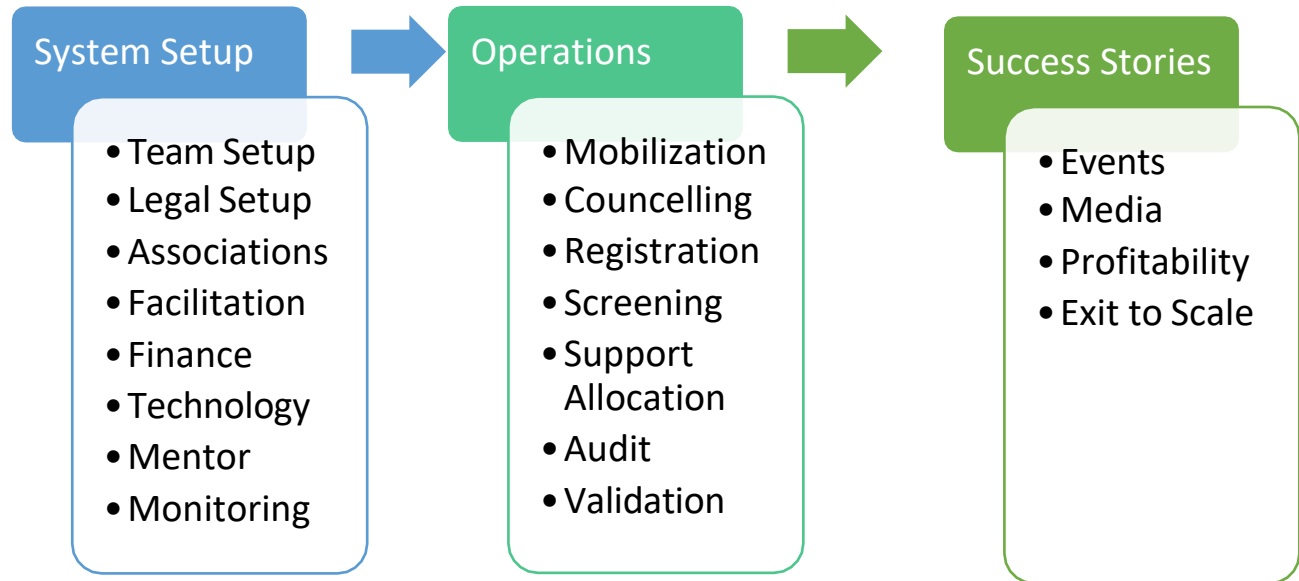 System Setup
• Team Setup
• Legal Setup
• Associations
• Facilitation
• Finance
• Technology
• Mentor
• Monitoring
Operations
• Mobilization
• Councelling
• Registration
• Screening
• Support
Allocation
• Audit
• Validation
Success Stories
• Events
• Media
• Profitability
• Exit to Scale